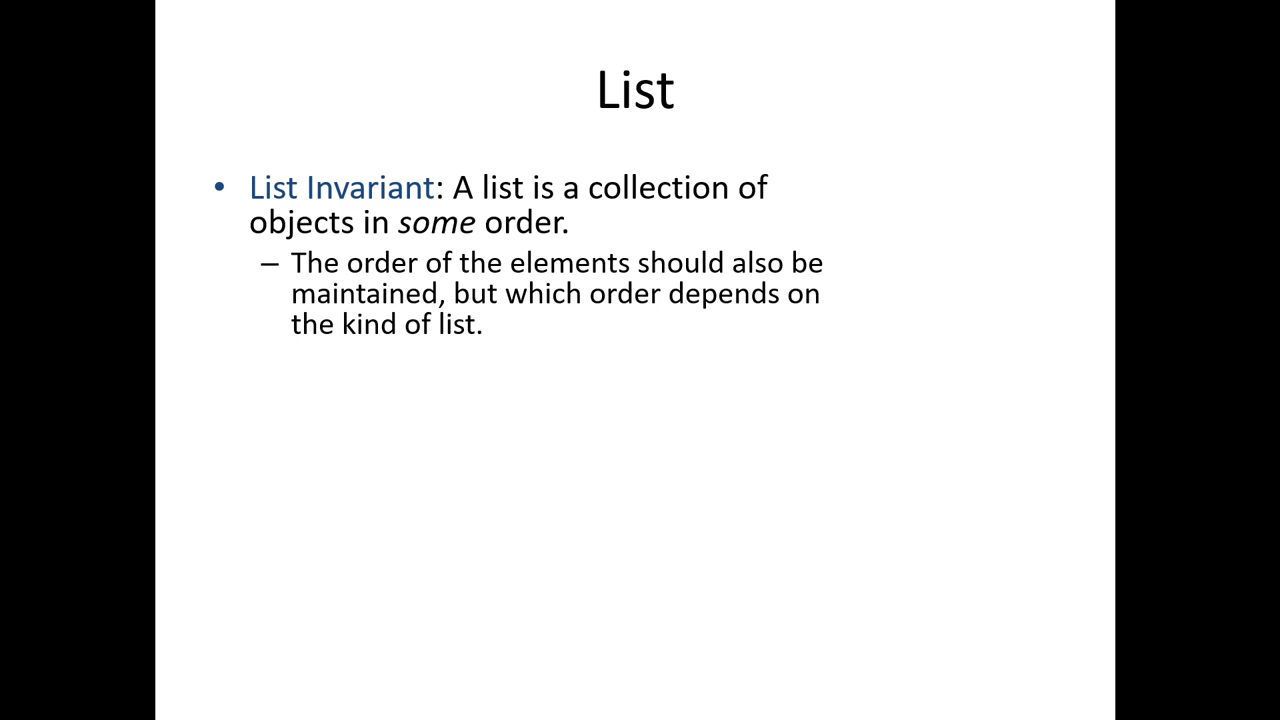 List
• List Invariant: A list is a collection of
objects in some order.
– The order of the elements should also be
maintained, but which order depends on
the kind of list.